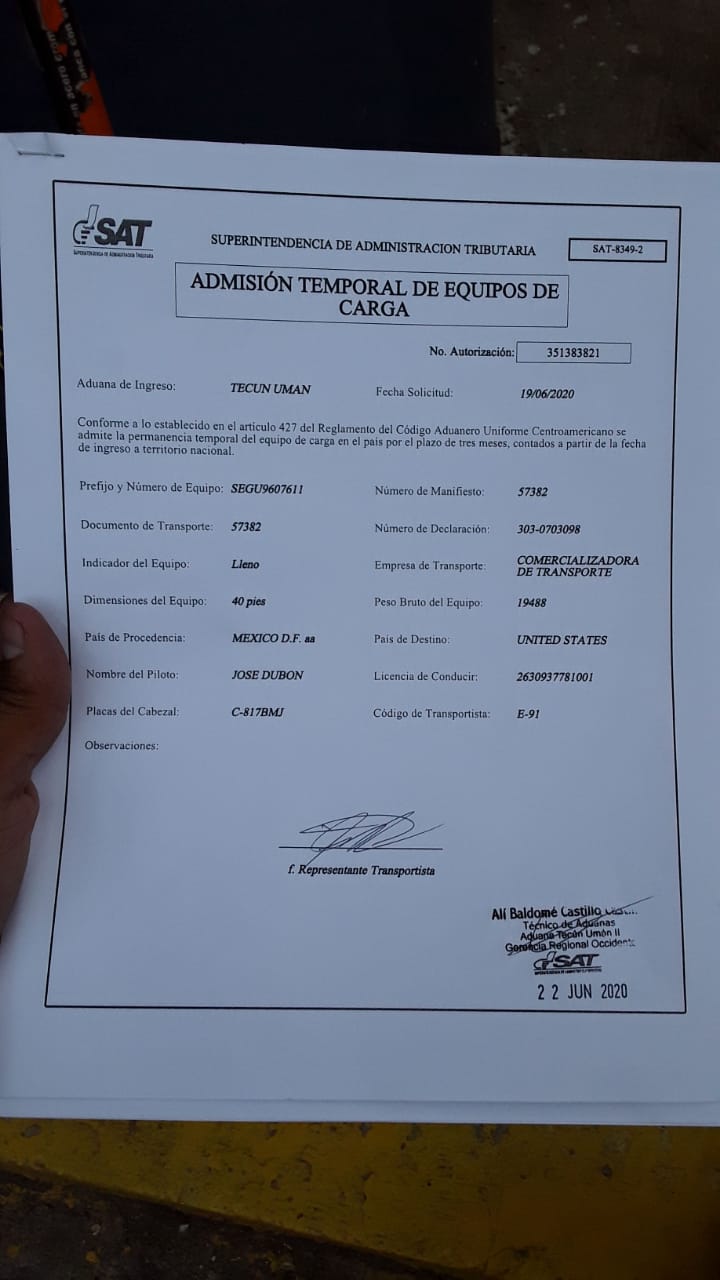 SAT
SUPERINTENDENCIA DE ADMINISTRACION TRIBUTARIA
SUPERINTENDENCIA DE ADMINISTRACION TRIBUTARIA
SAT-8349-2
ADMISIÓN TEMPORAL DE EQUIPOS DE
CARGA
No. Autorización: 351383821
Aduana de Ingreso: TECUN UMAN Fecha Solicitud: 19/06/2020
Conforme a lo establecido en el artículo 427 del Reglamento del Código Aduanero Uniforme Centroamericano se
admite la permanencia temporal del equipo de carga en el país por el plazo de tres meses, contados a partir de la fecha
de ingreso a territorio nacional.
Prefijo y Número de Equipo: SEGU9607611 Número de Manifiesto: 57382
Documento de Transporte: 57382 Número de Declaración: 303-0703098
Indicador del Equipo: Lleno Empresa de Transporte: COMERCIALIZADORA
DE TRANSPORTE
Dimensiones del Equipo: 40 pies Peso Bruto del Equipo: 19488
País de Procedencia: MEXICO D.F. aa País de Destino: UNITED STATES
Nombre del Piloto: JOSE DUBON Licencia de Conducir: 2630937781001
Placas del Cabezal: C-817BMJ Código de Transportista: E-91
Observaciones:
f. Representante Transportista
Alí Baldomé Castillo
Técnico de Aduanas
Aduana Tecún Umán II
Gerencia Regional Occidente
SAT
22 JUN 2020